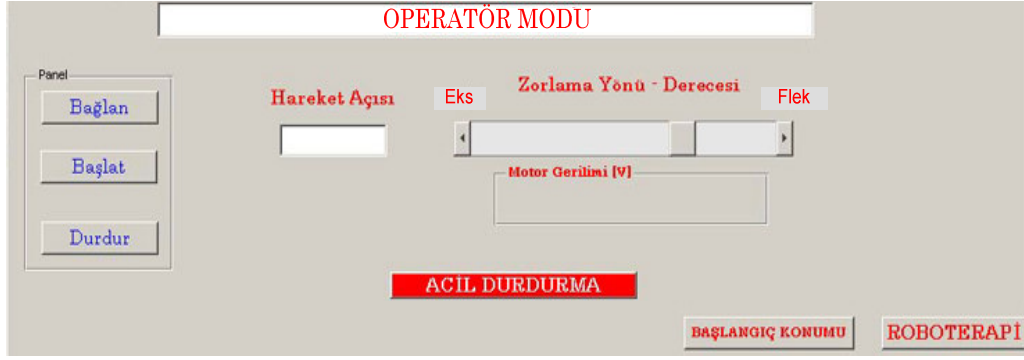 OPERATÖR MODU
Panel
Bağlan
Başlat
Durdur
Hareket Açısı
Zorlama Yönü - Derecesi
Eks
Flek
Motor Gerilimi [V]
ACİL DURDURMA
BAŞLANGIÇ KONUMU
ROBOTERAPİ